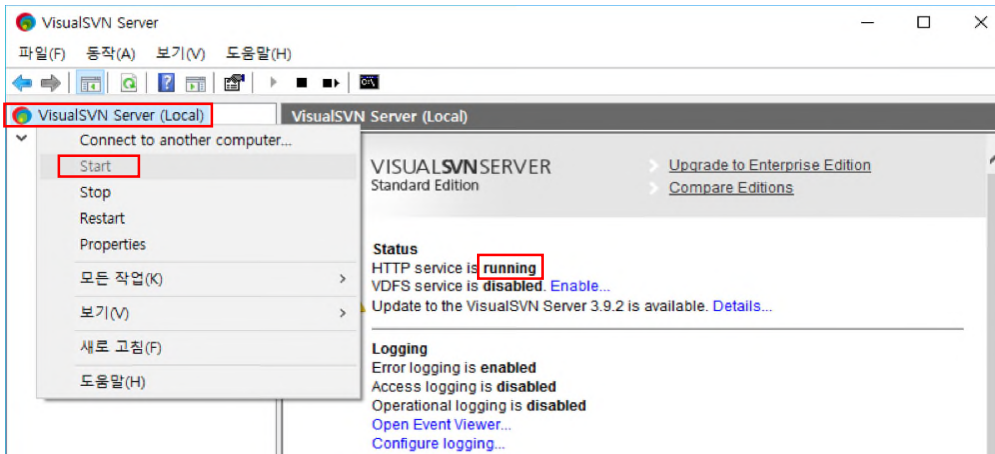 VisualSVN Server
파일(F) 동작(A) 보기(V) 도움말(H)
VisualSVN Server (Local)
VisualSVN Server (Local)
Connect to another computer...
Start
Stop
Restart
Properties
모든 작업(K)
보기(V)
새로 고침(F)
도움말(H)
VISUALSVNSERVER
Standard Edition
Upgrade to Enterprise Edition
Compare Editions
Status
HTTP service is running
VDFS service is disabled. Enable...
Update to the VisualSVN Server 3.9.2 is available. Details...
Logging
Error logging is enabled
Access logging is disabled
Operational logging is disabled
Open Event Viewer...
Configure logging...